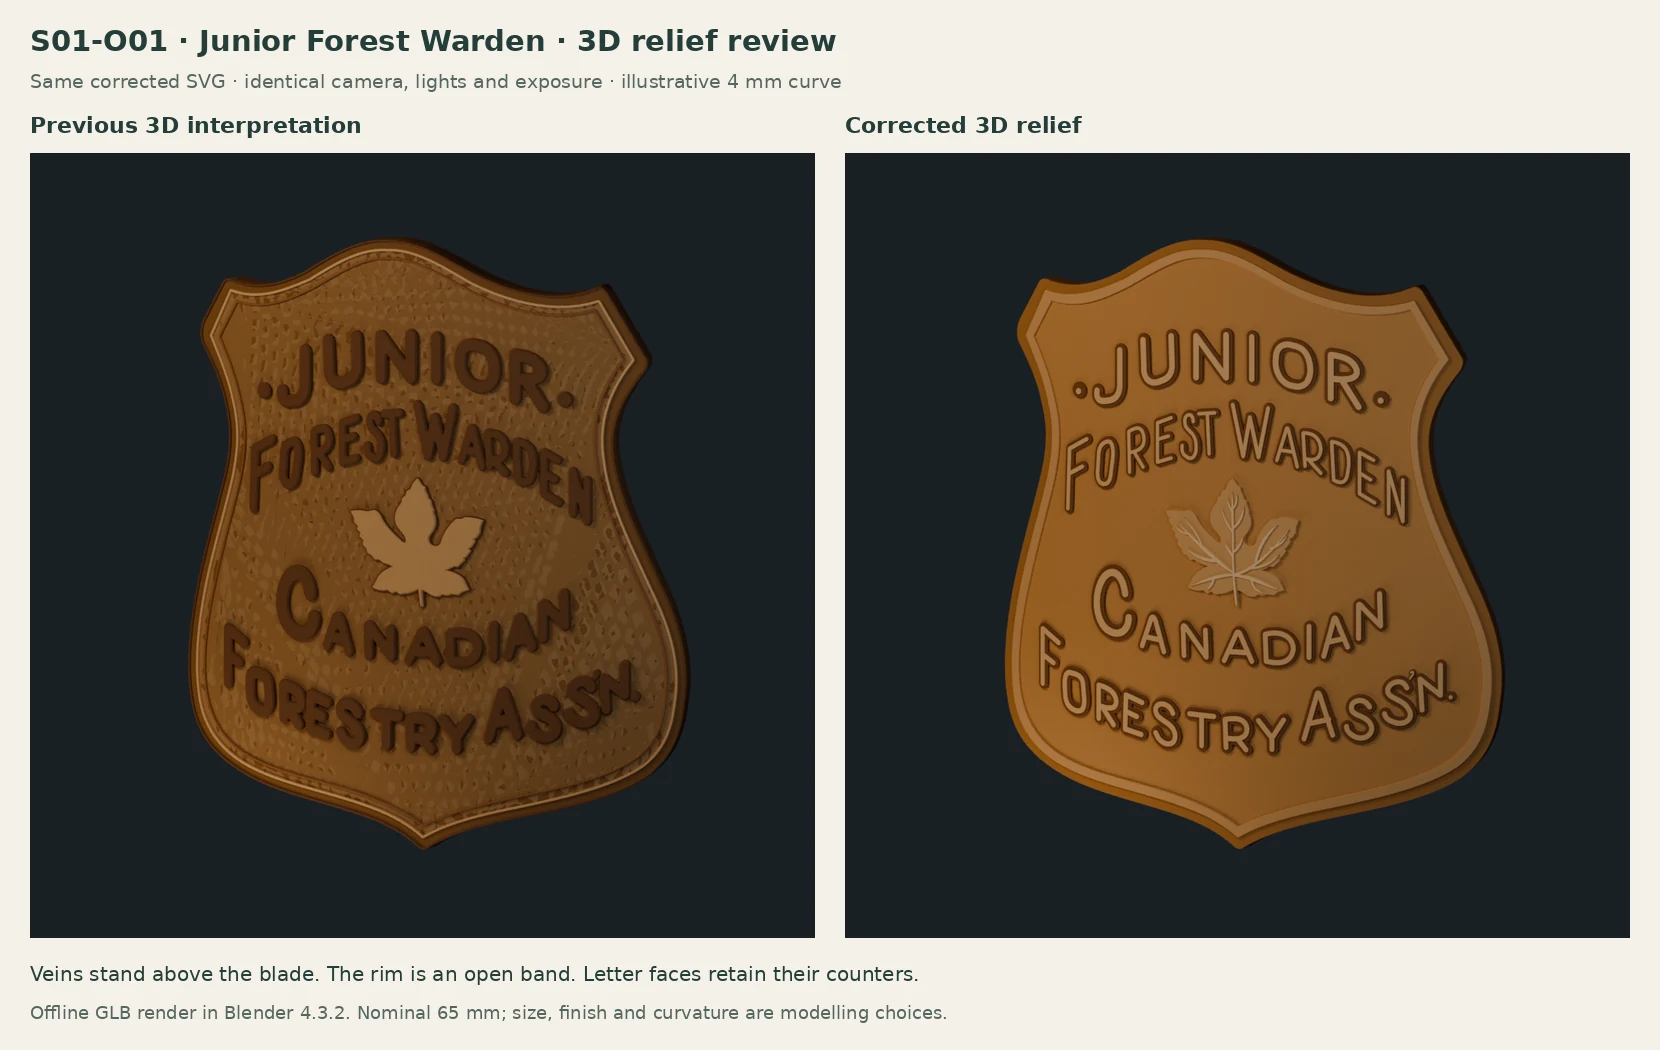 S01-O01 · Junior Forest Warden · 3D relief review
Same corrected SVG · identical camera, lights and exposure · illustrative 4 mm curve
Previous 3D interpretation
.JUNIOR.
FOREST WARDEN
CANADIAN
FORESTRY ASS'N.
Corrected 3D relief
.JUNIOR.
FOREST WARDEN
CANADIAN
FORESTRY ASS'N.
Veins stand above the blade. The rim is an open band. Letter faces retain their counters.
Offline GLB render in Blender 4.3.2. Nominal 65 mm; size, finish and curvature are modelling choices.